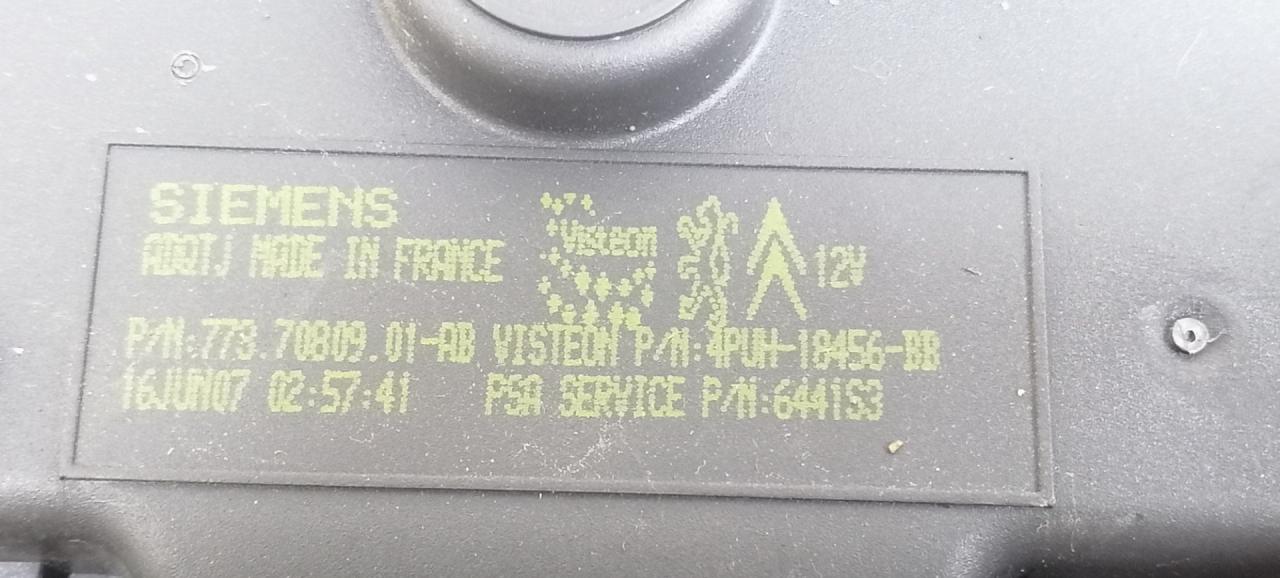 SIEMENS
Visteon
MADE IN FRANCE
12V
P/N:773.70809.01-AB VISTEON P/N:4PUH-18456-BB
16JUN07 02:57:41 PSA SERVICE P/N:6441S3